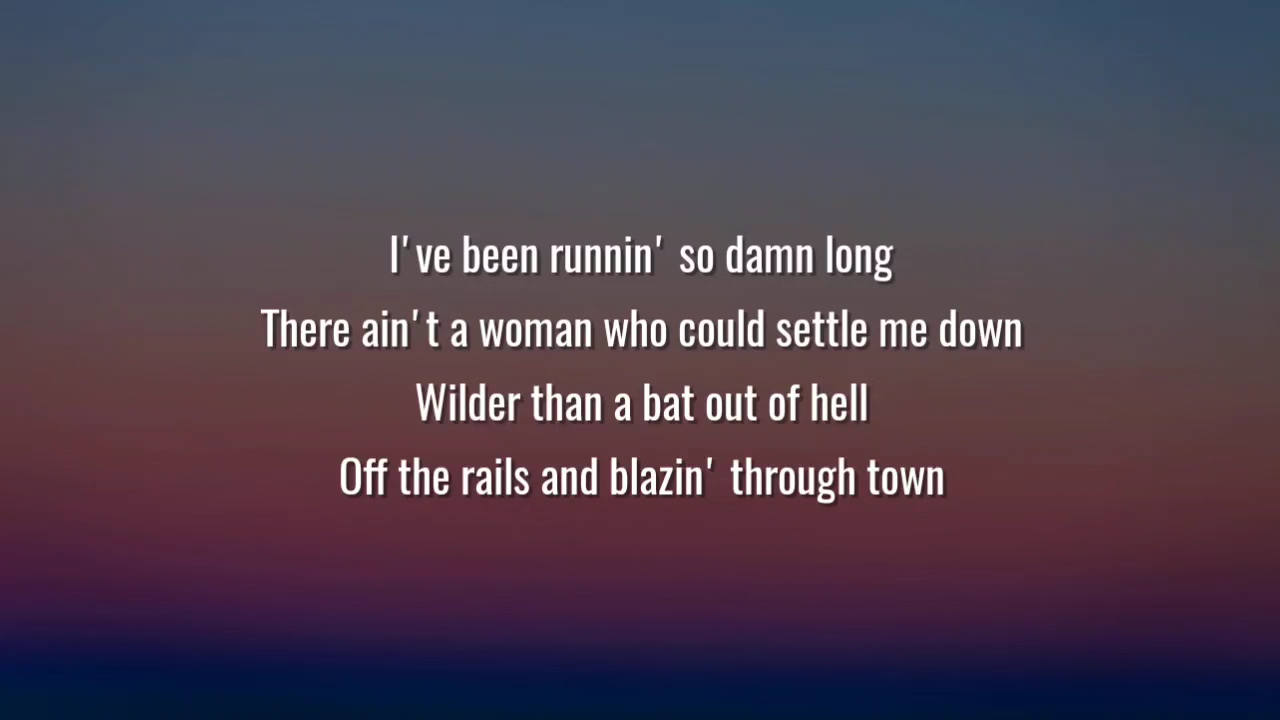 I've been runnin' so damn long
There ain't a woman who could settle me down
Wilder than a bat out of hell
Off the rails and blazin' through town